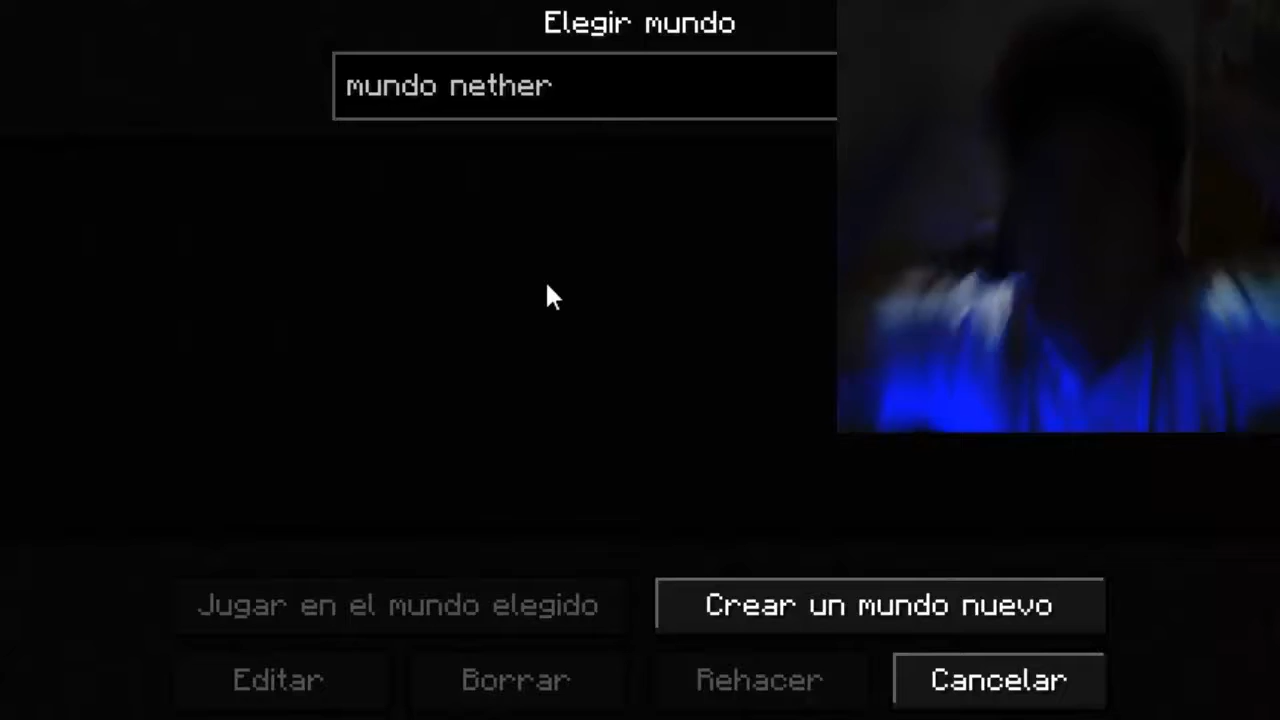 Elegir mundo
mundo nether
Jugar en el mundo elegido
Crear un mundo nuevo
Editar
Borrar
Rehacer
Cancelar